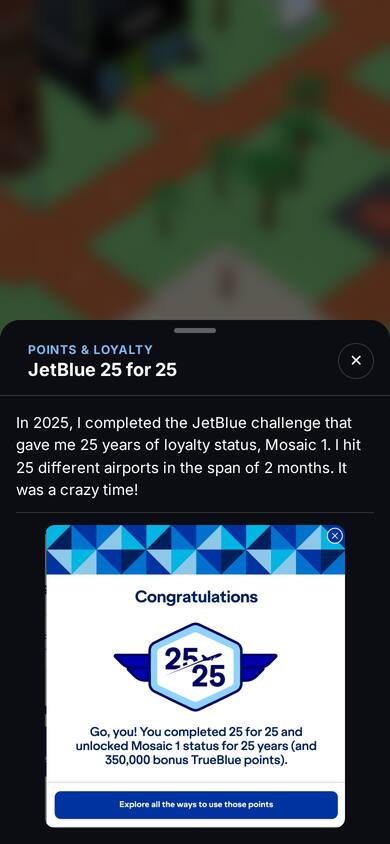 POINTS & LOYALTY
JetBlue 25 for 25
In 2025, I completed the JetBlue challenge that
gave me 25 years of loyalty status, Mosaic 1. I hit
25 different airports in the span of 2 months. It
was a crazy time!
Congratulations
25
25
Go, you! You completed 25 for 25 and
unlocked Mosaic 1 status for 25 years (and
350,000 bonus TrueBlue points).
Explore all the ways to use those points